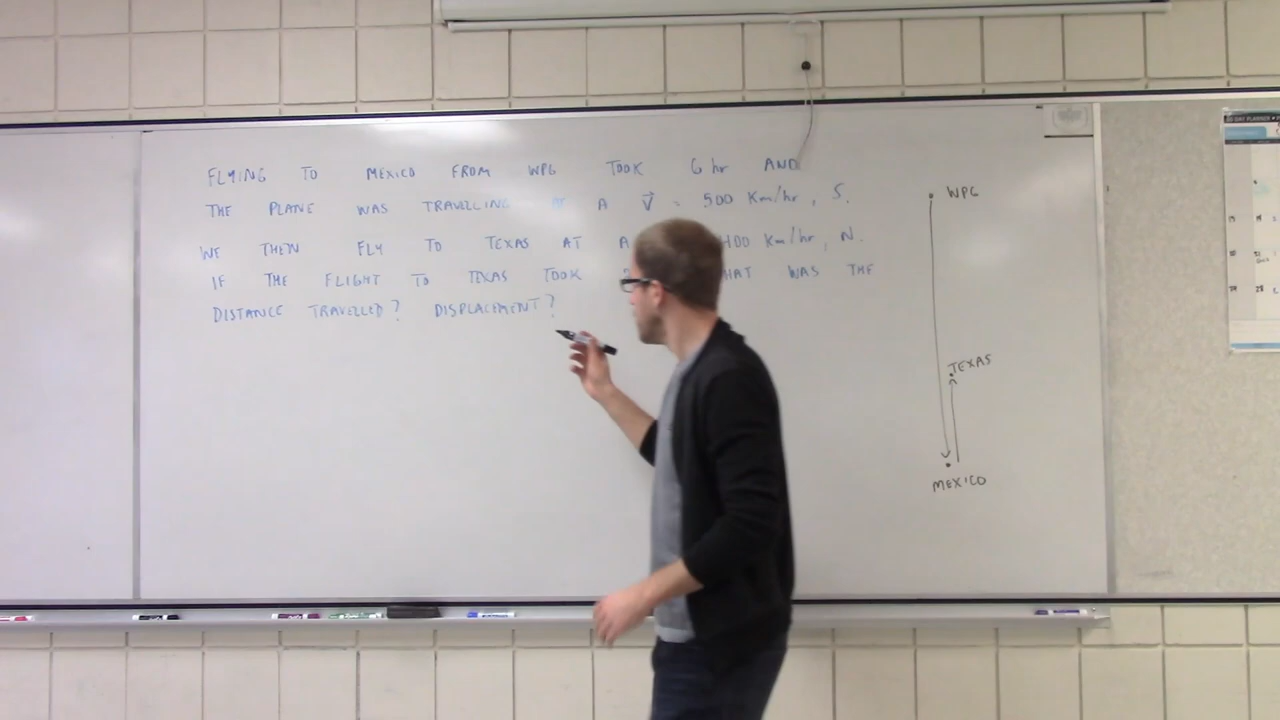 FLYING TO MEXICO FROM WPG TOOK 6 hr AND
THE PLANE WAS TRAVELLING AT A V⃗ = 500 Km/hr, S.
WE THEN FLY TO TEXAS AT A 400 Km/hr, N.
IF THE FLIGHT TO TEXAS TOOK HAT WAS THE
DISTANCE TRAVELLED? DISPLACEMENT?
WPG
TEXAS
MEXICO